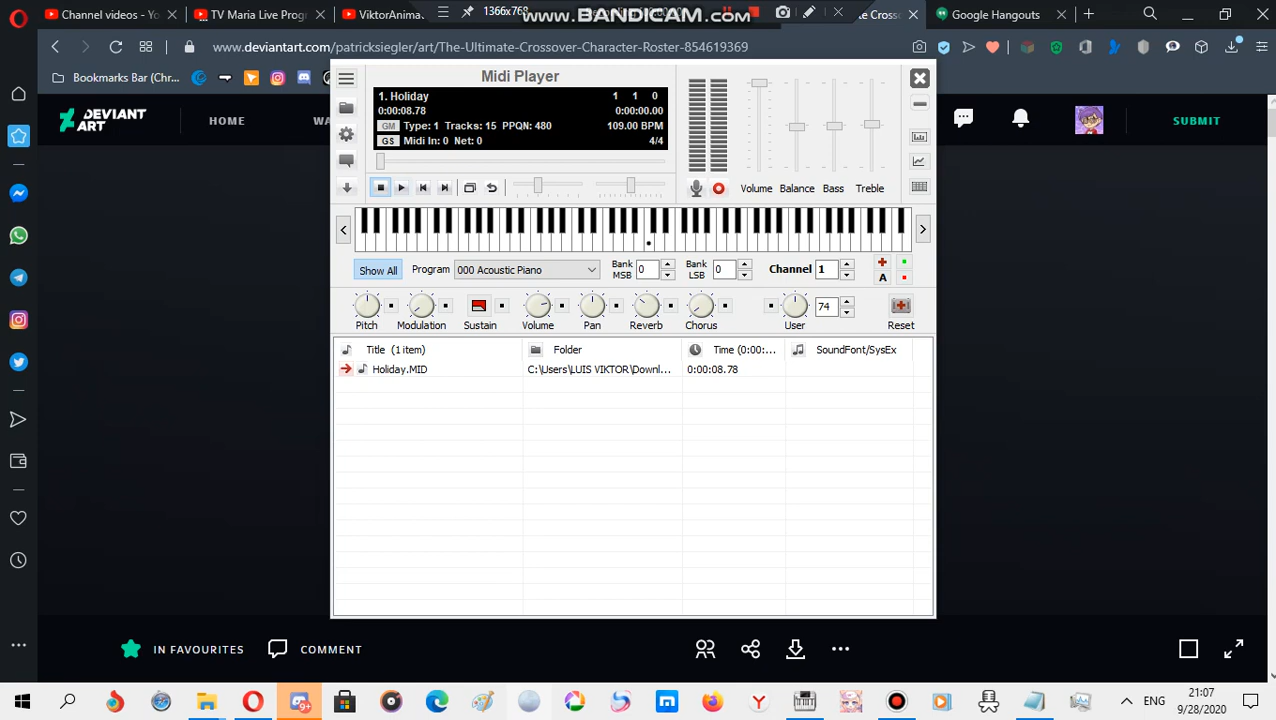 Channel videos - Yo
TV Maria Live Progr
ViktorAnima
1366x768
www.BANDICAM.com
te Cross
Google Hangouts
www.deviantart.com/patricksiegler/art/The-Ultimate-Crossover-Character-Roster-854619369
Bookmarks Bar (Chr...
DEVIANT ART
HOME
WA
SUBMIT
Midi Player
1. Holiday
1 1 0
0:00:08.78
0:00:00.00
GM Type: 1 Tracks: 15 PPQN: 480
109.00 BPM
GS Midi In: 0 Net: 0
4/4
Volume Balance Bass Treble
Show All
Program
000 Acoustic Piano
Bank MSB
0
Bank LSB
0
Channel
1
A
74
Pitch Modulation Sustain Volume Pan Reverb Chorus User Reset
Title (1 item)
Folder
Time (0:00:...
SoundFont/SysEx
Holiday.MID
C:\Users\LUIS VIKTOR\Downl...
0:00:08.78
IN FAVOURITES
COMMENT
9+
ENG
21:07
9/28/2020